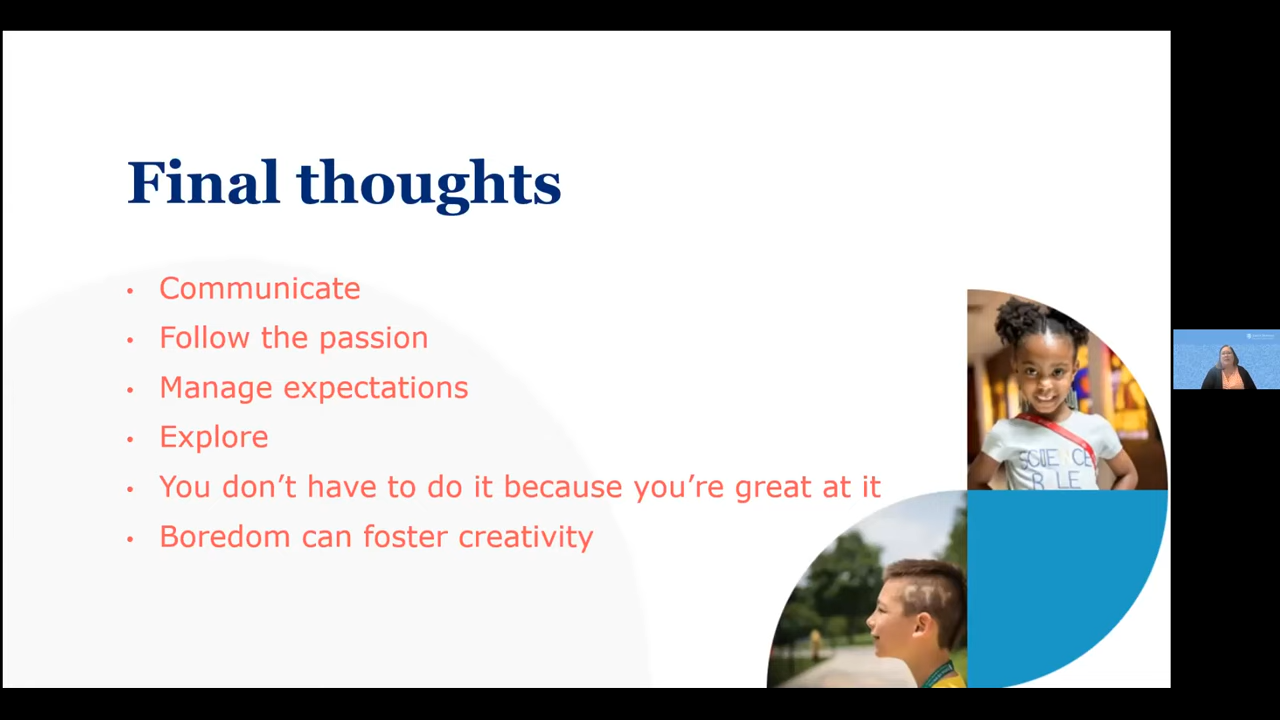 Final thoughts
• Communicate
• Follow the passion
• Manage expectations
• Explore
• You don’t have to do it because you’re great at it
• Boredom can foster creativity